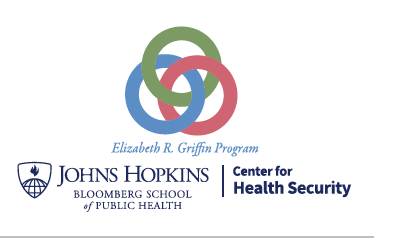 Elizabeth R. Griffin Program
JOHNS HOPKINS
BLOOMBERG SCHOOL
of PUBLIC HEALTH
Center for
Health Security